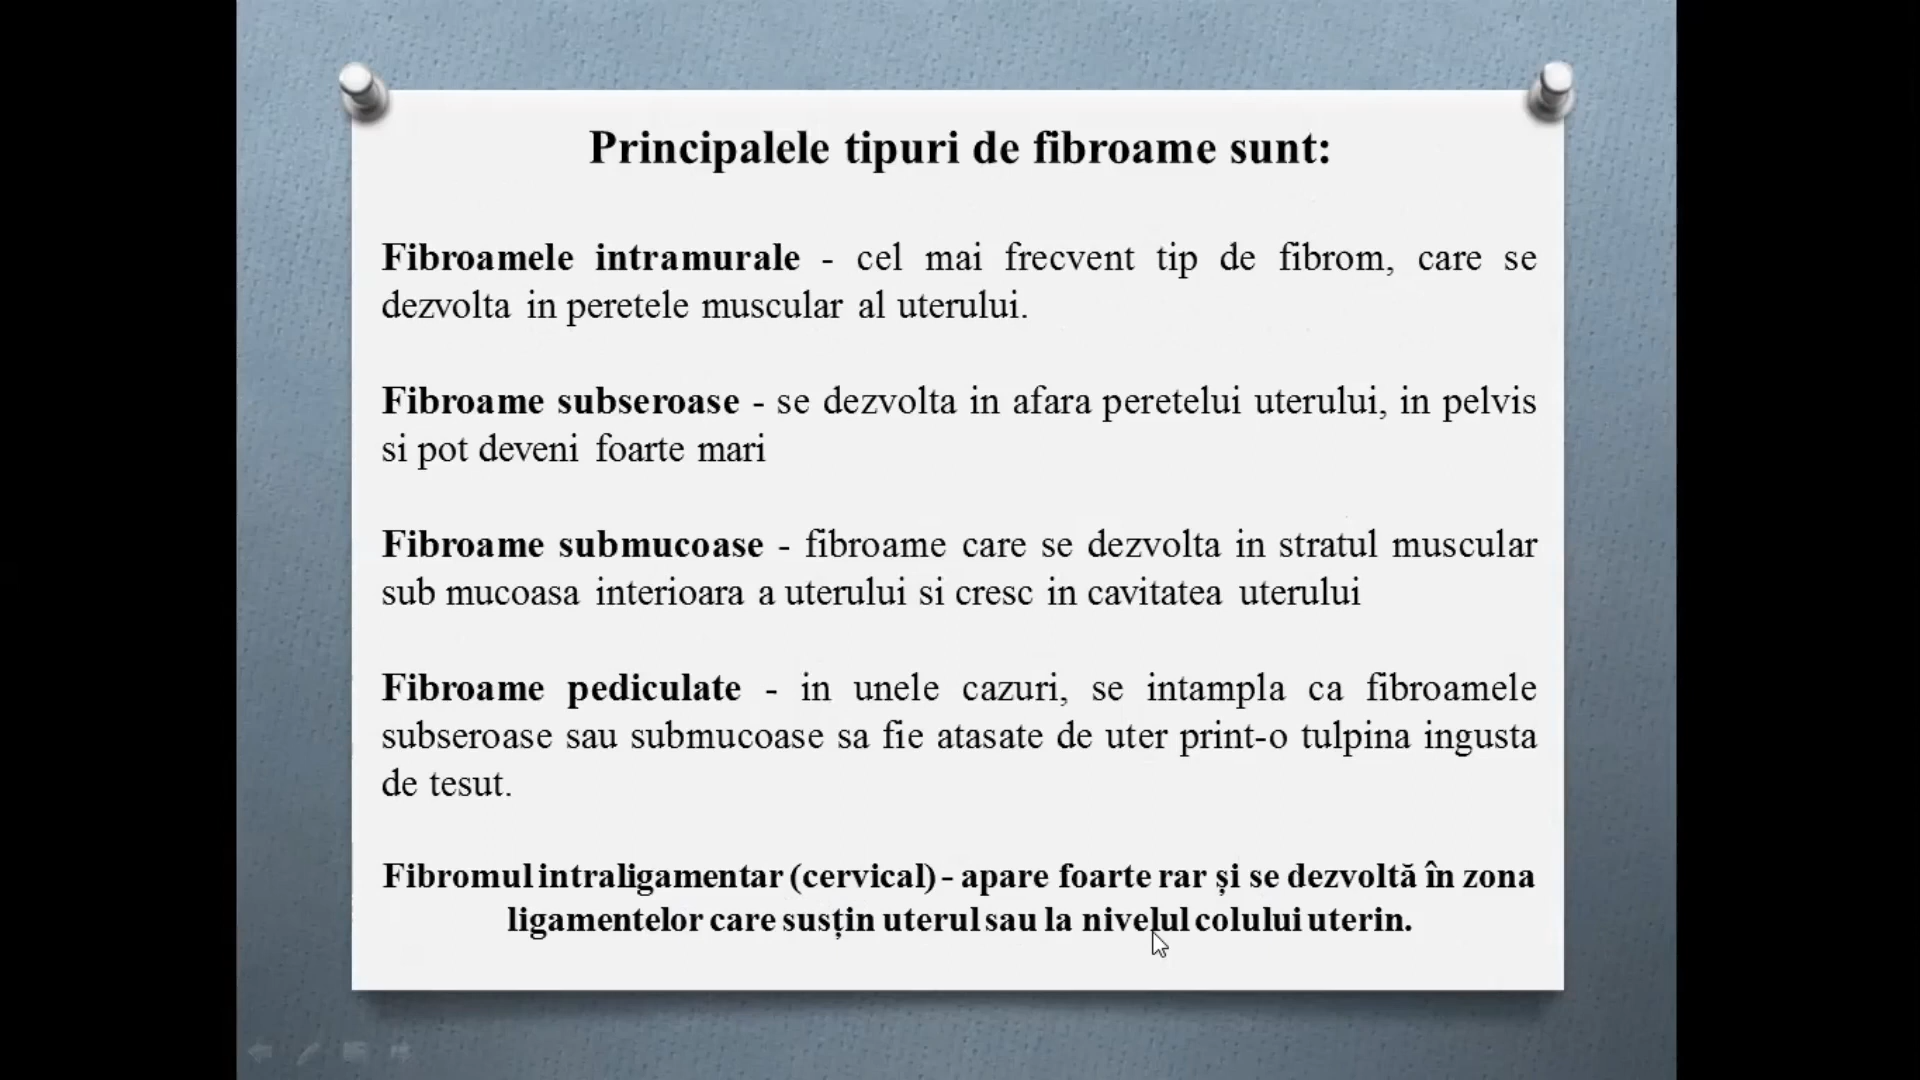 Principalele tipuri de fibroame sunt:
Fibroamele intramurale - cel mai frecvent tip de fibrom, care se
dezvolta in peretele muscular al uterului.
Fibroame subseroase - se dezvolta in afara peretelui uterului, in pelvis
si pot deveni foarte mari
Fibroame submucoase - fibroame care se dezvolta in stratul muscular
sub mucoasa interioara a uterului si cresc in cavitatea uterului
Fibroame pediculate - in unele cazuri, se intampla ca fibroamele
subseroase sau submucoase sa fie atasate de uter print-o tulpina ingusta
de tesut.
Fibromul intraligamentar (cervical) - apare foarte rar și se dezvoltă în zona
ligamentelor care susțin uterul sau la nivelul colului uterin.